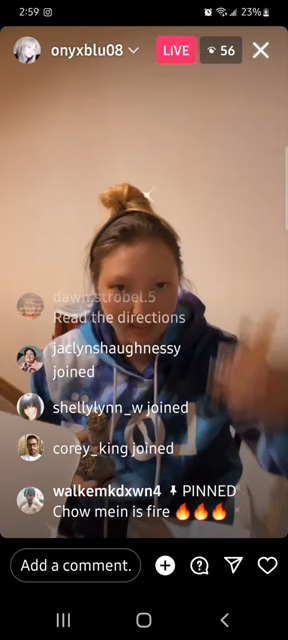 2:59
23%
onyxblu08
LIVE
56
dawn.strobel.5
Read the directions
jaclynshaughnessy
joined
shellylynn_w joined
corey_king joined
walkemkdxwn4 PINNED
Chow mein is fire 🔥🔥🔥
Add a comment.